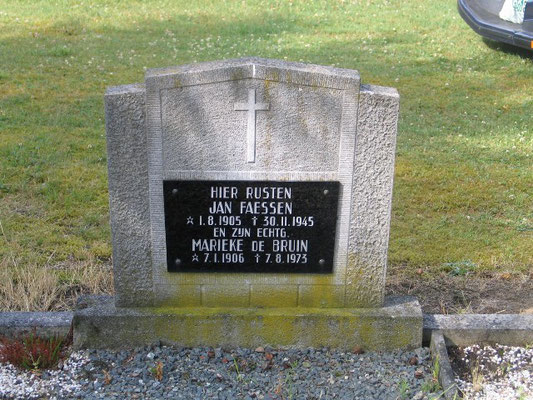 HIER RUSTEN
JAN FAESSEN
☆ 1.8.1905 ✝ 30.11.1945
EN ZIJN ECHTG.
MARIEKE DE BRUIN
☆ 7.1.1906 ✝ 7.8.1973